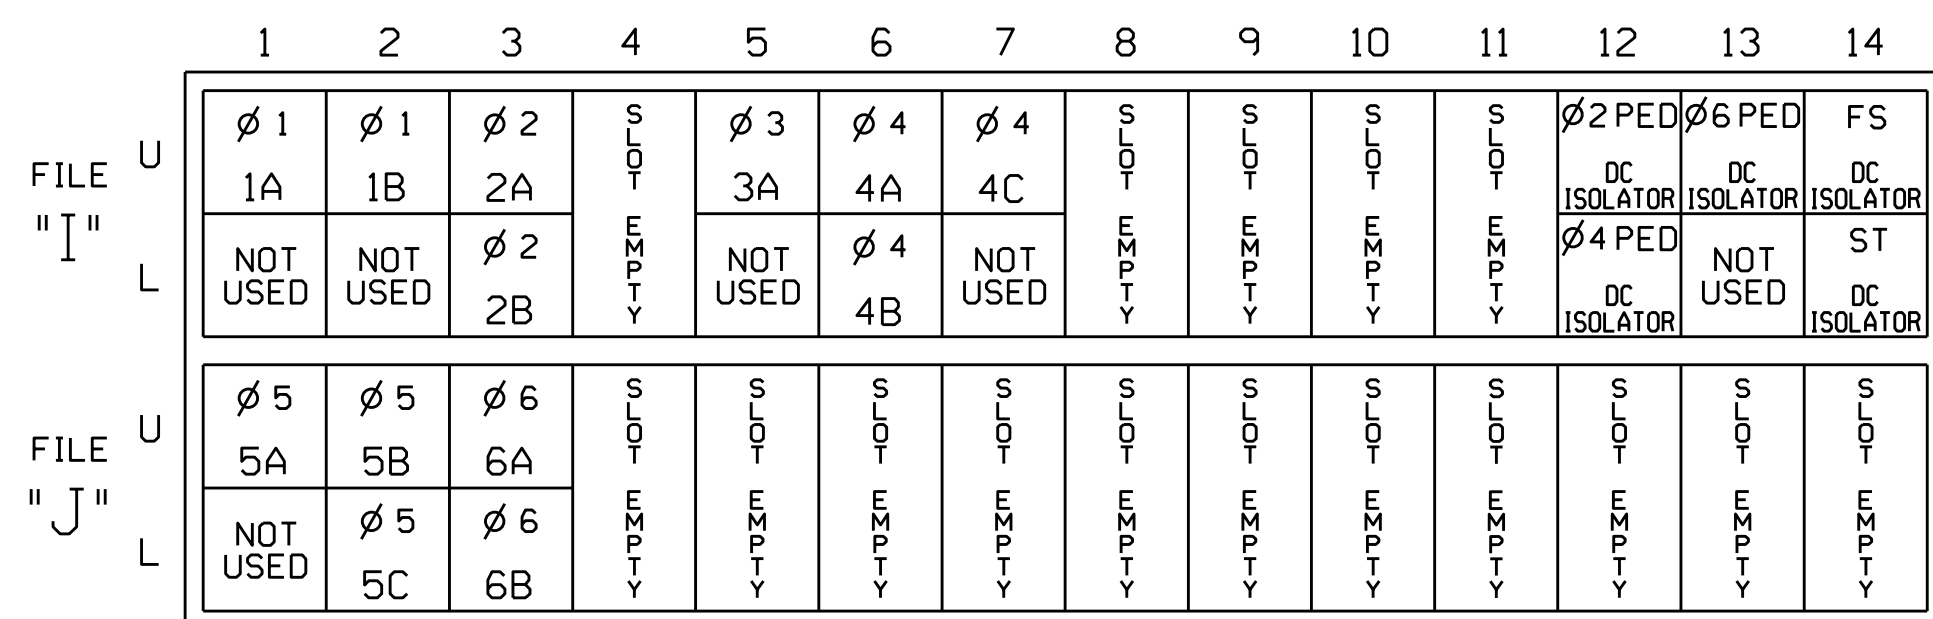 1 2 3 4 5 6 7 8 9 10 11 12 13 14
FILE "I"
U
Ø 1 1A
Ø 1 1B
Ø 2 2A
SLOT EMPTY
Ø 3 3A
Ø 4 4A
Ø 4 4C
SLOT EMPTY
SLOT EMPTY
SLOT EMPTY
SLOT EMPTY
Ø2 PED DC ISOLATOR
Ø6 PED DC ISOLATOR
FS DC ISOLATOR
L
NOT USED
NOT USED
Ø 2 2B
NOT USED
Ø 4 4B
NOT USED
Ø4 PED DC ISOLATOR
NOT USED
ST DC ISOLATOR
FILE "J"
U
Ø 5 5A
Ø 5 5B
Ø 6 6A
SLOT EMPTY
SLOT EMPTY
SLOT EMPTY
SLOT EMPTY
SLOT EMPTY
SLOT EMPTY
SLOT EMPTY
SLOT EMPTY
SLOT EMPTY
SLOT EMPTY
SLOT EMPTY
L
NOT USED
Ø 5 5C
Ø 6 6B